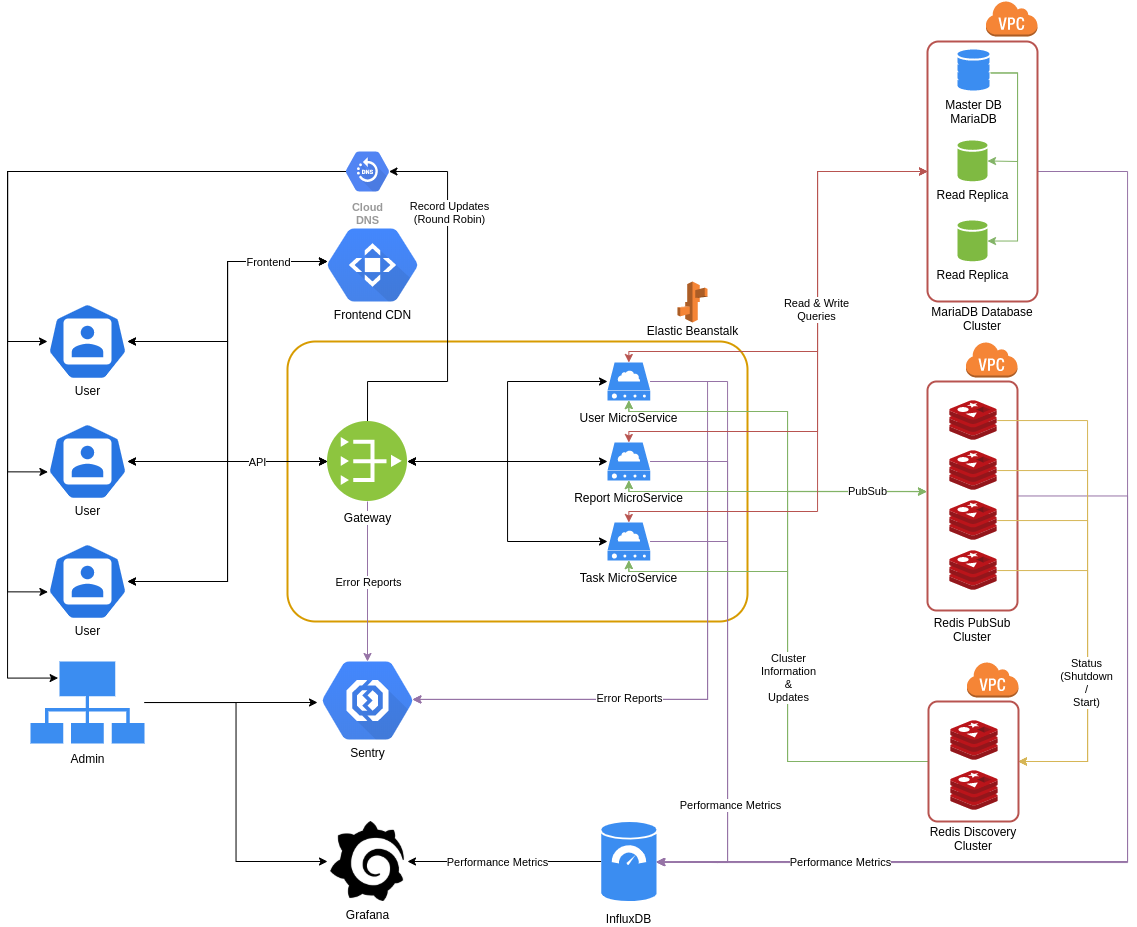 VPC
Master DB
MariaDB
Read Replica
Read Replica
MariaDB Database
Cluster
DNS
Cloud
DNS
Record Updates
(Round Robin)
Frontend
Frontend CDN
Read & Write
Queries
Elastic Beanstalk
User
User MicroService
VPC
API
Gateway
Report MicroService
PubSub
User
Task MicroService
Error Reports
Redis PubSub
Cluster
User
Cluster
Information
&
Updates
Status
(Shutdown
/
Start)
VPC
Error Reports
Admin
Sentry
Performance Metrics
Redis Discovery
Cluster
Performance Metrics
Performance Metrics
Grafana
InfluxDB